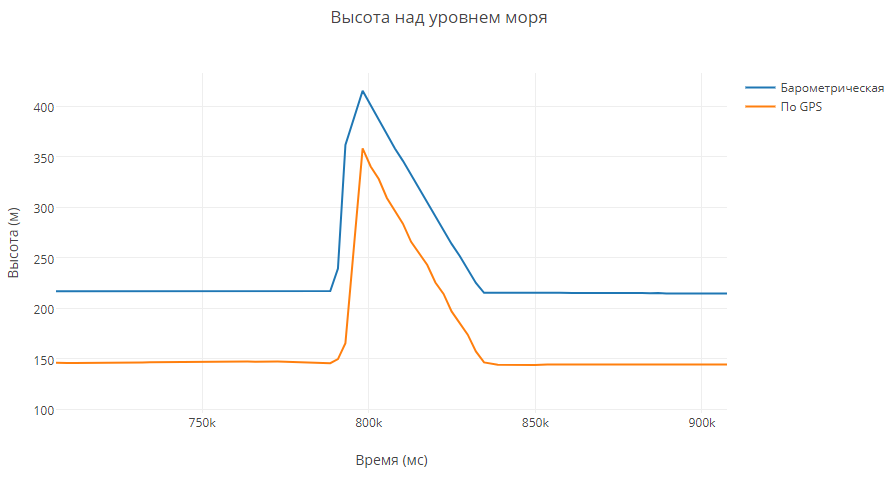 Высота над уровнем моря
Барометрическая
По GPS
400
350
300
250
200
150
100
Высота (м)
750k
800k
850k
900k
Время (мс)